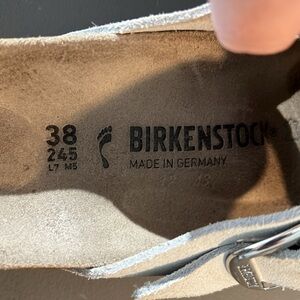 38
245
L7 M5
BIRKENSTOCK
MADE IN GERMANY